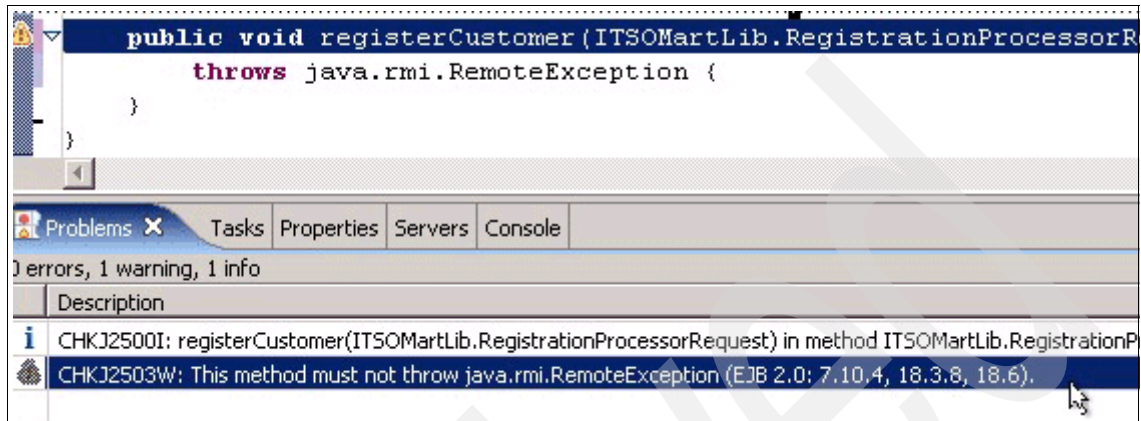 public void registerCustomer(ITSOMartLib.RegistrationProcessorR
throws java.rmi.RemoteException {
}
}
Problems Tasks Properties Servers Console
0 errors, 1 warning, 1 info
Description
i CHKJ2500I: registerCustomer(ITSOMartLib.RegistrationProcessorRequest) in method ITSOMartLib.RegistrationP
CHKJ2503W: This method must not throw java.rmi.RemoteException (EJB 2.0: 7.10.4, 18.3.8, 18.6).